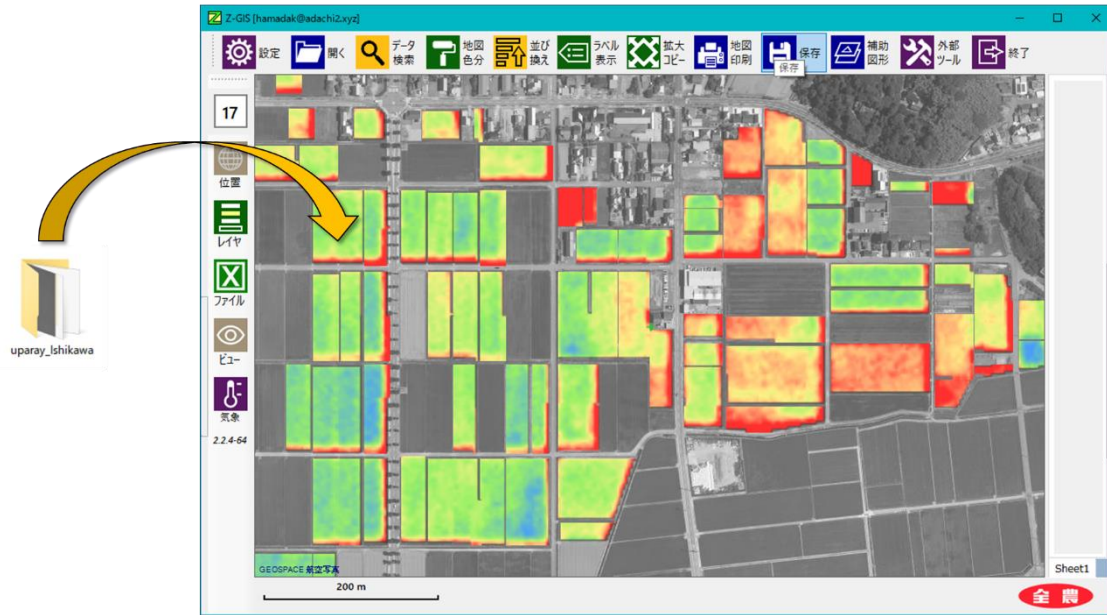 Z-GIS [hamadak@adachi2.xyz]
設定
開く
データ
検索
地図
色分
並び
換え
ラベル
表示
拡大
コピー
地図
印刷
保存
保存
補助
図形
外部
ツール
終了
17
位置
レイヤ
ファイル
ビュー
気象
2.2.4-64
uparay_Ishikawa
GEOSPACE 航空写真
200 m
Sheet1
全農